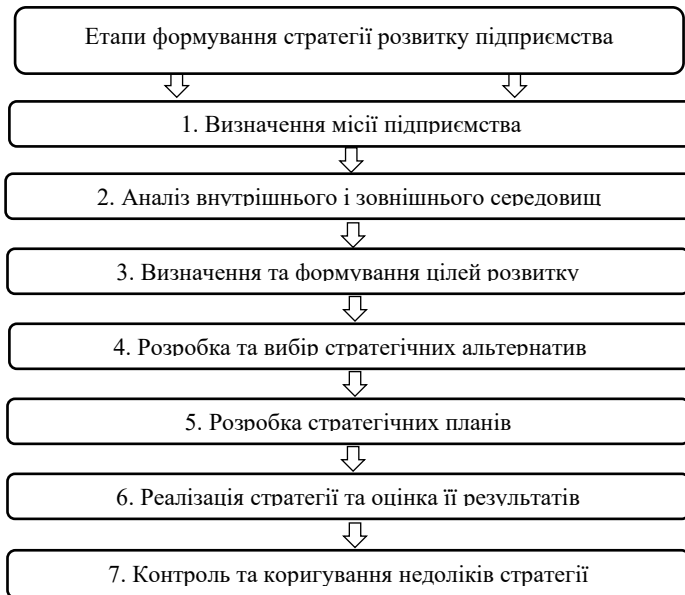 Етапи формування стратегії розвитку підприємства
1. Визначення місії підприємства
2. Аналіз внутрішнього і зовнішнього середовищ
3. Визначення та формування цілей розвитку
4. Розробка та вибір стратегічних альтернатив
5. Розробка стратегічних планів
6. Реалізація стратегії та оцінка її результатів
7. Контроль та коригування недоліків стратегії